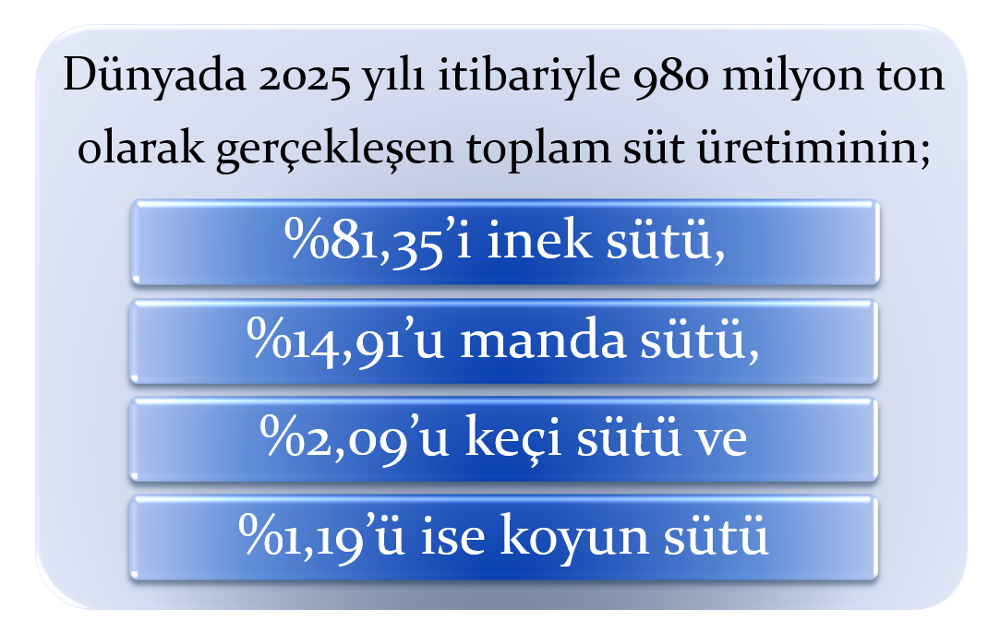 Dünyada 2025 yılı itibariyle 980 milyon ton
olarak gerçekleşen toplam süt üretiminin;
%81,35’i inek sütü,
%14,91’u manda sütü,
%2,09’u keçi sütü ve
%1,19’ü ise koyun sütü